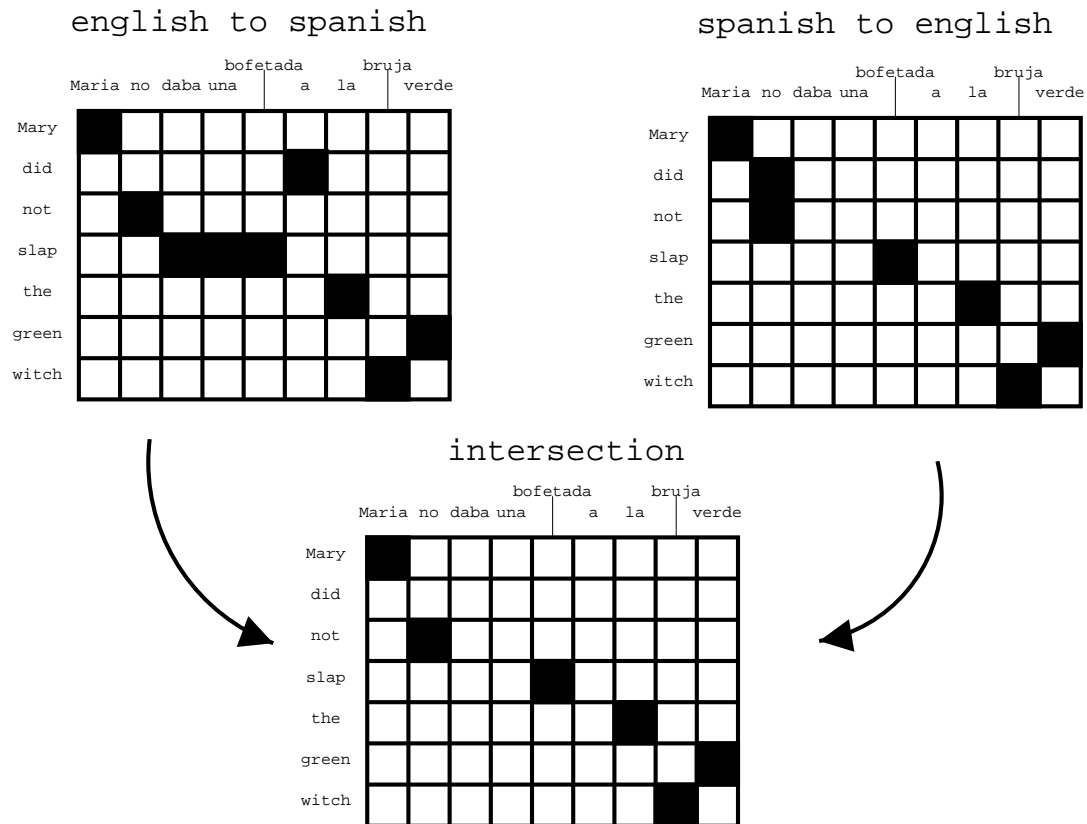 english to spanish
bofetada bruja
Maria no daba una a la verde
Mary
did
not
slap
the
green
witch
spanish to english
bofetada bruja
Maria no daba una a la verde
Mary
did
not
slap
the
green
witch
intersection
bofetada bruja
Maria no daba una a la verde
Mary
did
not
slap
the
green
witch